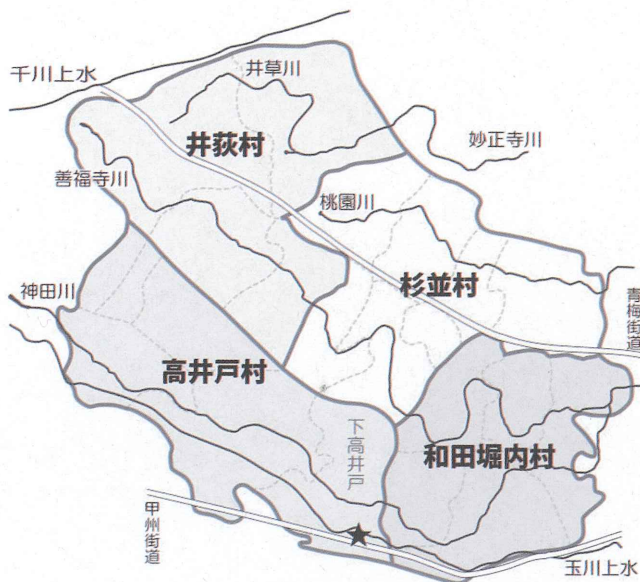 千川上水
井草川
井荻村
妙正寺川
善福寺川
桃園川
神田川
杉並村
青梅街道
高井戸村
下高井戸
和田堀内村
甲州街道
玉川上水